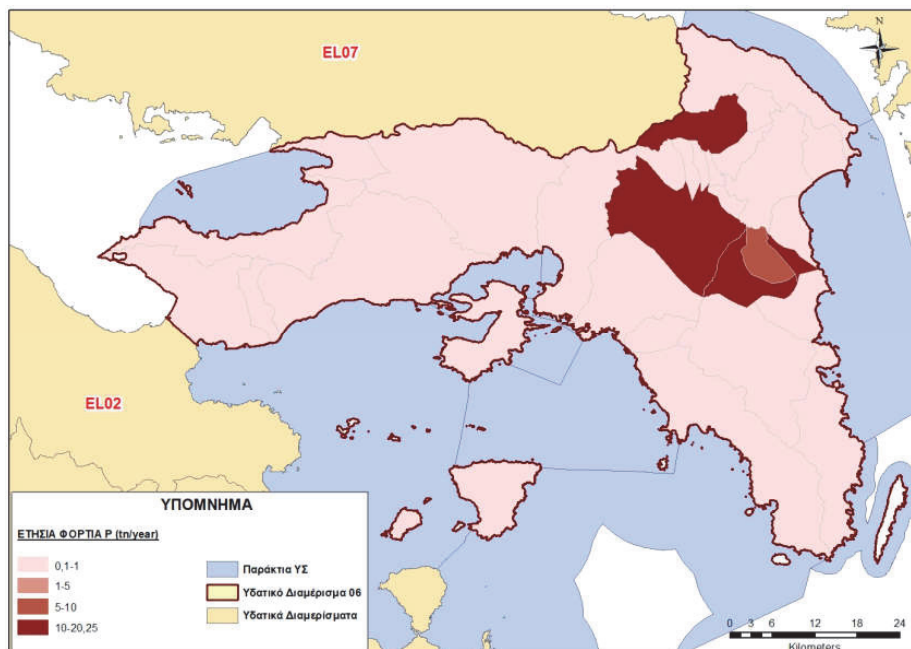 EL07
N
EL02
ΥΠΟΜΝΗΜΑ
ΕΤΗΣΙΑ ΦΟΡΤΙΑ P (tn/year)
0,1-1
1-5
5-10
10-20,25
Παράκτια ΥΣ
Υδατικό Διαμέρισμα 06
Υδατικά Διαμερίσματα
0 3 6 12 18 24
Kilometers